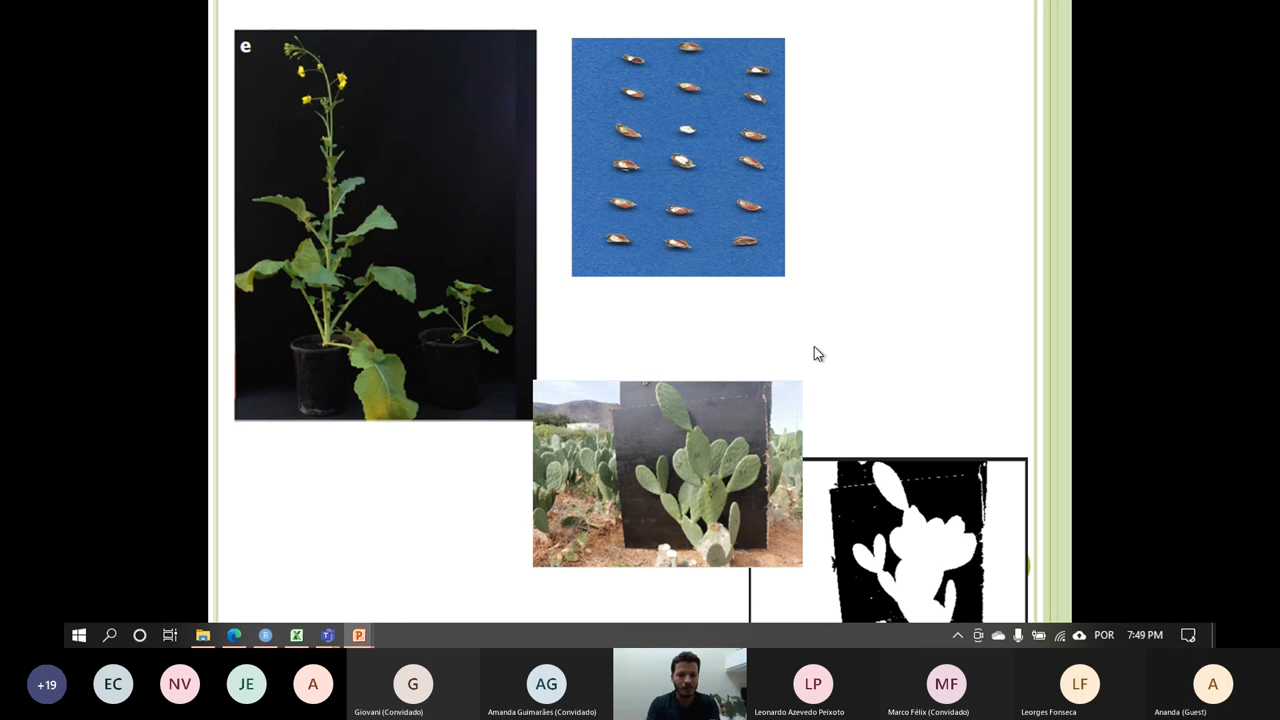 e
POR
7:49 PM
+19
EC
NV
JE
A
G
AG
LP
MF
LF
A
Giovani (Convidado)
Amanda Guimarães (Convidado)
Leonardo Azevedo Peixoto
Marco Félix (Convidado)
Leorges Fonseca
Ananda (Guest)